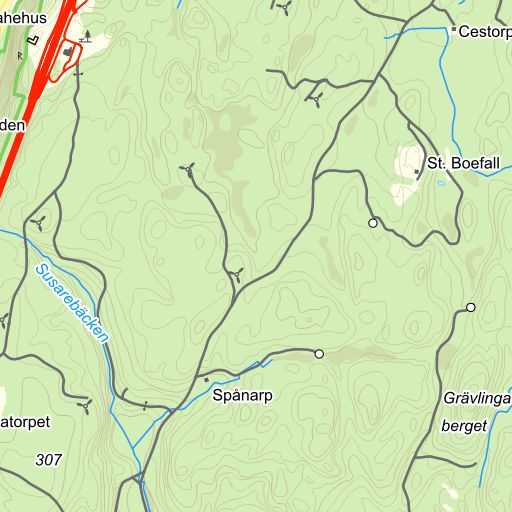 ahehus
Cestorp
den
St. Boefall
Susarebäcken
Spånarp
Grävlinga
berget
atorpet
307